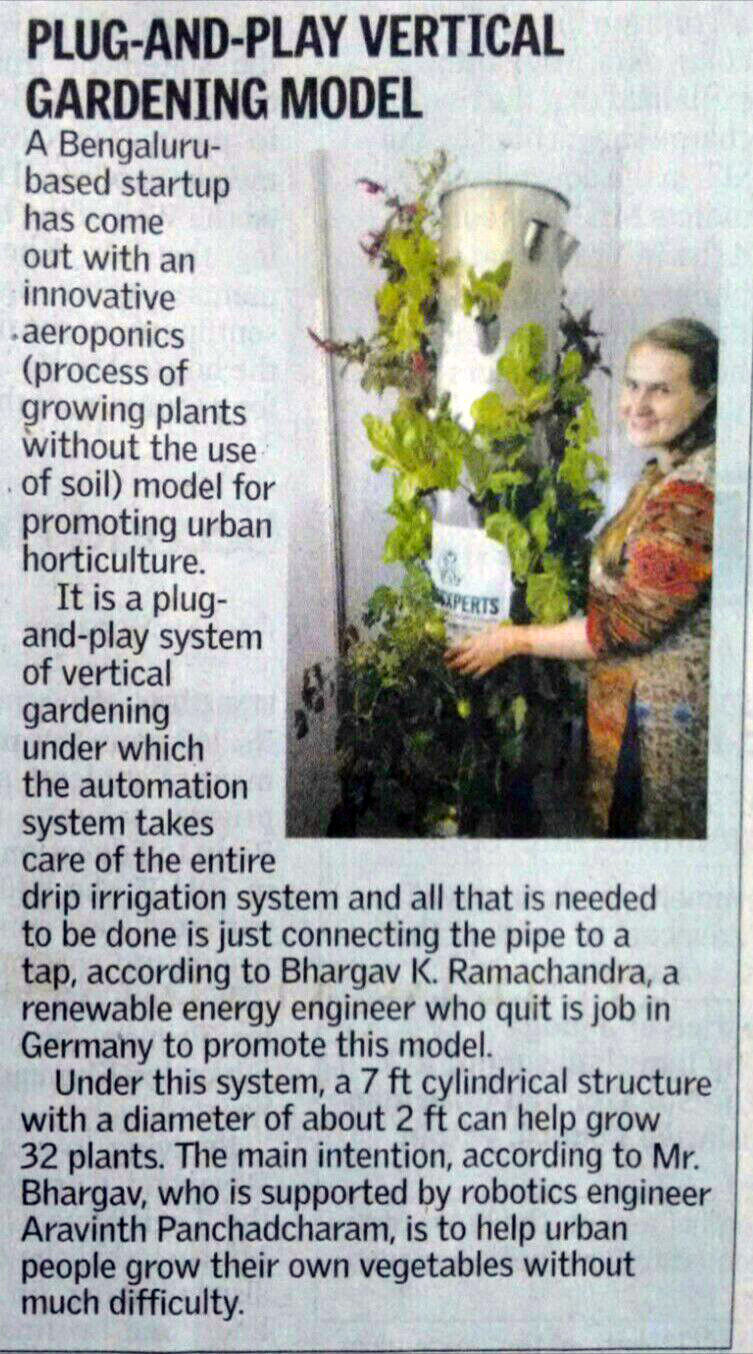 PLUG-AND-PLAY VERTICAL
GARDENING MODEL
A Bengaluru-
based startup
has come
out with an
innovative
aeroponics
(process of
growing plants
without the use
of soil) model for
promoting urban
horticulture.
It is a plug-
and-play system
of vertical
gardening
under which
the automation
system takes
care of the entire
drip irrigation system and all that is needed
to be done is just connecting the pipe to a
tap, according to Bhargav K. Ramachandra, a
renewable energy engineer who quit is job in
Germany to promote this model.
Under this system, a 7 ft cylindrical structure
with a diameter of about 2 ft can help grow
32 plants. The main intention, according to Mr.
Bhargav, who is supported by robotics engineer
Aravinth Panchadcharam, is to help urban
people grow their own vegetables without
much difficulty.
XPERTS